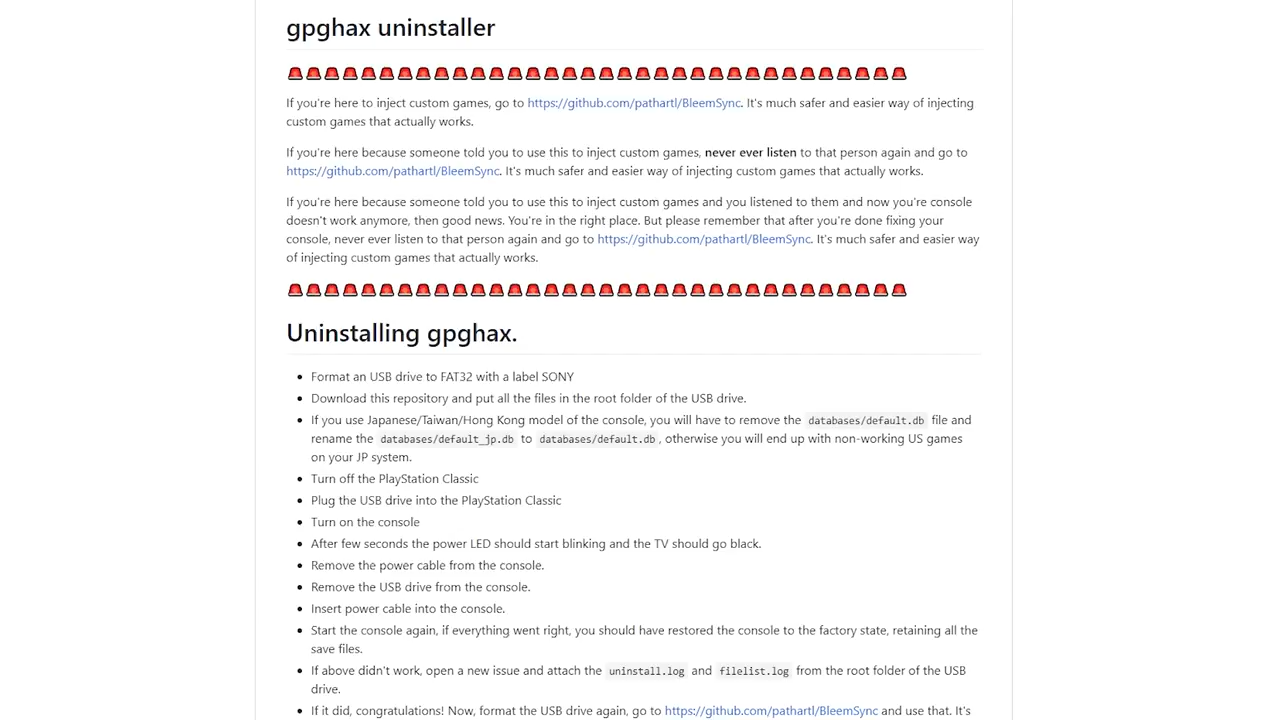 gpghax uninstaller
🚨🚨🚨🚨🚨🚨🚨🚨🚨🚨🚨🚨🚨🚨🚨🚨🚨🚨🚨🚨🚨🚨🚨🚨🚨🚨🚨🚨🚨🚨🚨🚨🚨🚨
If you're here to inject custom games, go to https://github.com/pathartl/BleemSync. It's much safer and easier way of injecting
custom games that actually works.
If you're here because someone told you to use this to inject custom games, never ever listen to that person again and go to
https://github.com/pathartl/BleemSync. It's much safer and easier way of injecting custom games that actually works.
If you're here because someone told you to use this to inject custom games and you listened to them and now you're console
doesn't work anymore, then good news. You're in the right place. But please remember that after you're done fixing your
console, never ever listen to that person again and go to https://github.com/pathartl/BleemSync. It's much safer and easier way
of injecting custom games that actually works.
🚨🚨🚨🚨🚨🚨🚨🚨🚨🚨🚨🚨🚨🚨🚨🚨🚨🚨🚨🚨🚨🚨🚨🚨🚨🚨🚨🚨🚨🚨🚨🚨🚨🚨
Uninstalling gpghax.
• Format an USB drive to FAT32 with a label SONY
• Download this repository and put all the files in the root folder of the USB drive.
• If you use Japanese/Taiwan/Hong Kong model of the console, you will have to remove the databases/default.db file and
rename the databases/default_jp.db to databases/default.db , otherwise you will end up with non-working US games
on your JP system.
• Turn off the PlayStation Classic
• Plug the USB drive into the PlayStation Classic
• Turn on the console
• After few seconds the power LED should start blinking and the TV should go black.
• Remove the power cable from the console.
• Remove the USB drive from the console.
• Insert power cable into the console.
• Start the console again, if everything went right, you should have restored the console to the factory state, retaining all the
save files.
• If above didn't work, open a new issue and attach the uninstall.log and filelist.log from the root folder of the USB
drive.
• If it did, congratulations! Now, format the USB drive again, go to https://github.com/pathartl/BleemSync and use that. It's